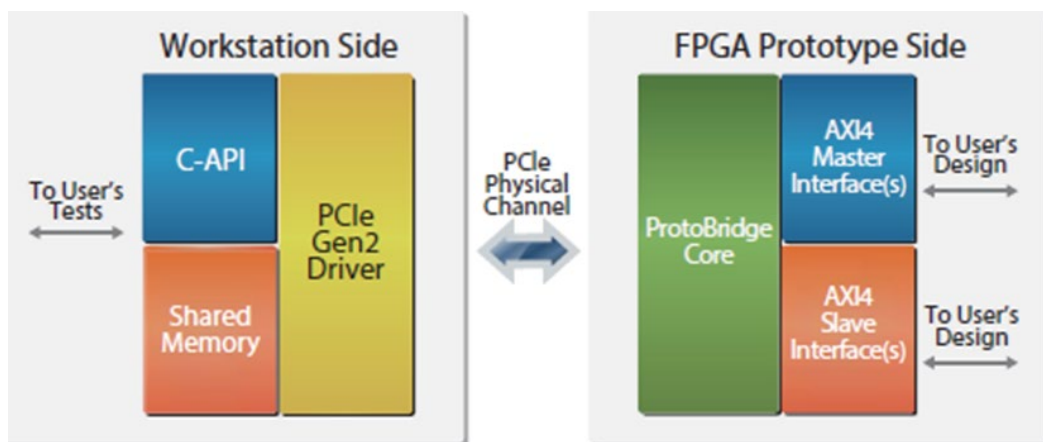 Workstation Side
C-API
To User's
Tests
PCIe
Gen2
Driver
Shared
Memory
PCIe
Physical
Channel
FPGA Prototype Side
ProtoBridge
Core
AXI4
Master
Interface(s)
To User's
Design
AXI4
Slave
Interface(s)
To User's
Design